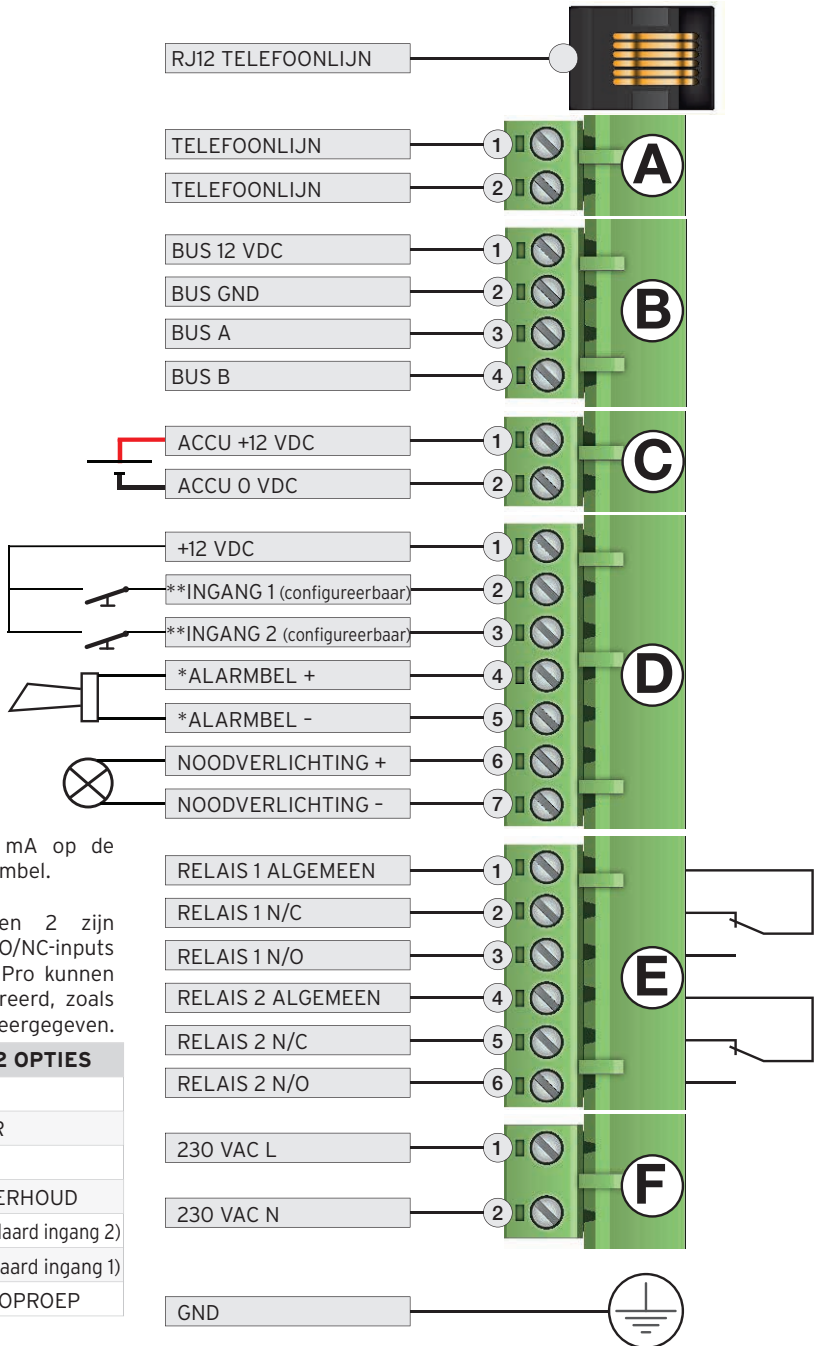 RJ12 TELEFOONLIJN
TELEFOONLIJN 1
TELEFOONLIJN 2
A
BUS 12 VDC 1
BUS GND 2
BUS A 3
BUS B 4
B
ACCU +12 VDC 1
ACCU 0 VDC 2
C
+12 VDC 1
**INGANG 1 (configureerbaar) 2
**INGANG 2 (configureerbaar) 3
*ALARMBEL + 4
*ALARMBEL – 5
NOODVERLICHTING + 6
NOODVERLICHTING – 7
D
mA op de
mbel.
en 2 zijn
O/NC-inputs
Pro kunnen
reerd, zoals
eergegeven.
2 OPTIES
R
ERHOUD
laard ingang 2)
aard ingang 1)
OPROEP
RELAIS 1 ALGEMEEN 1
RELAIS 1 N/C 2
RELAIS 1 N/O 3
RELAIS 2 ALGEMEEN 4
RELAIS 2 N/C 5
RELAIS 2 N/O 6
E
230 VAC L 1
230 VAC N 2
F
GND